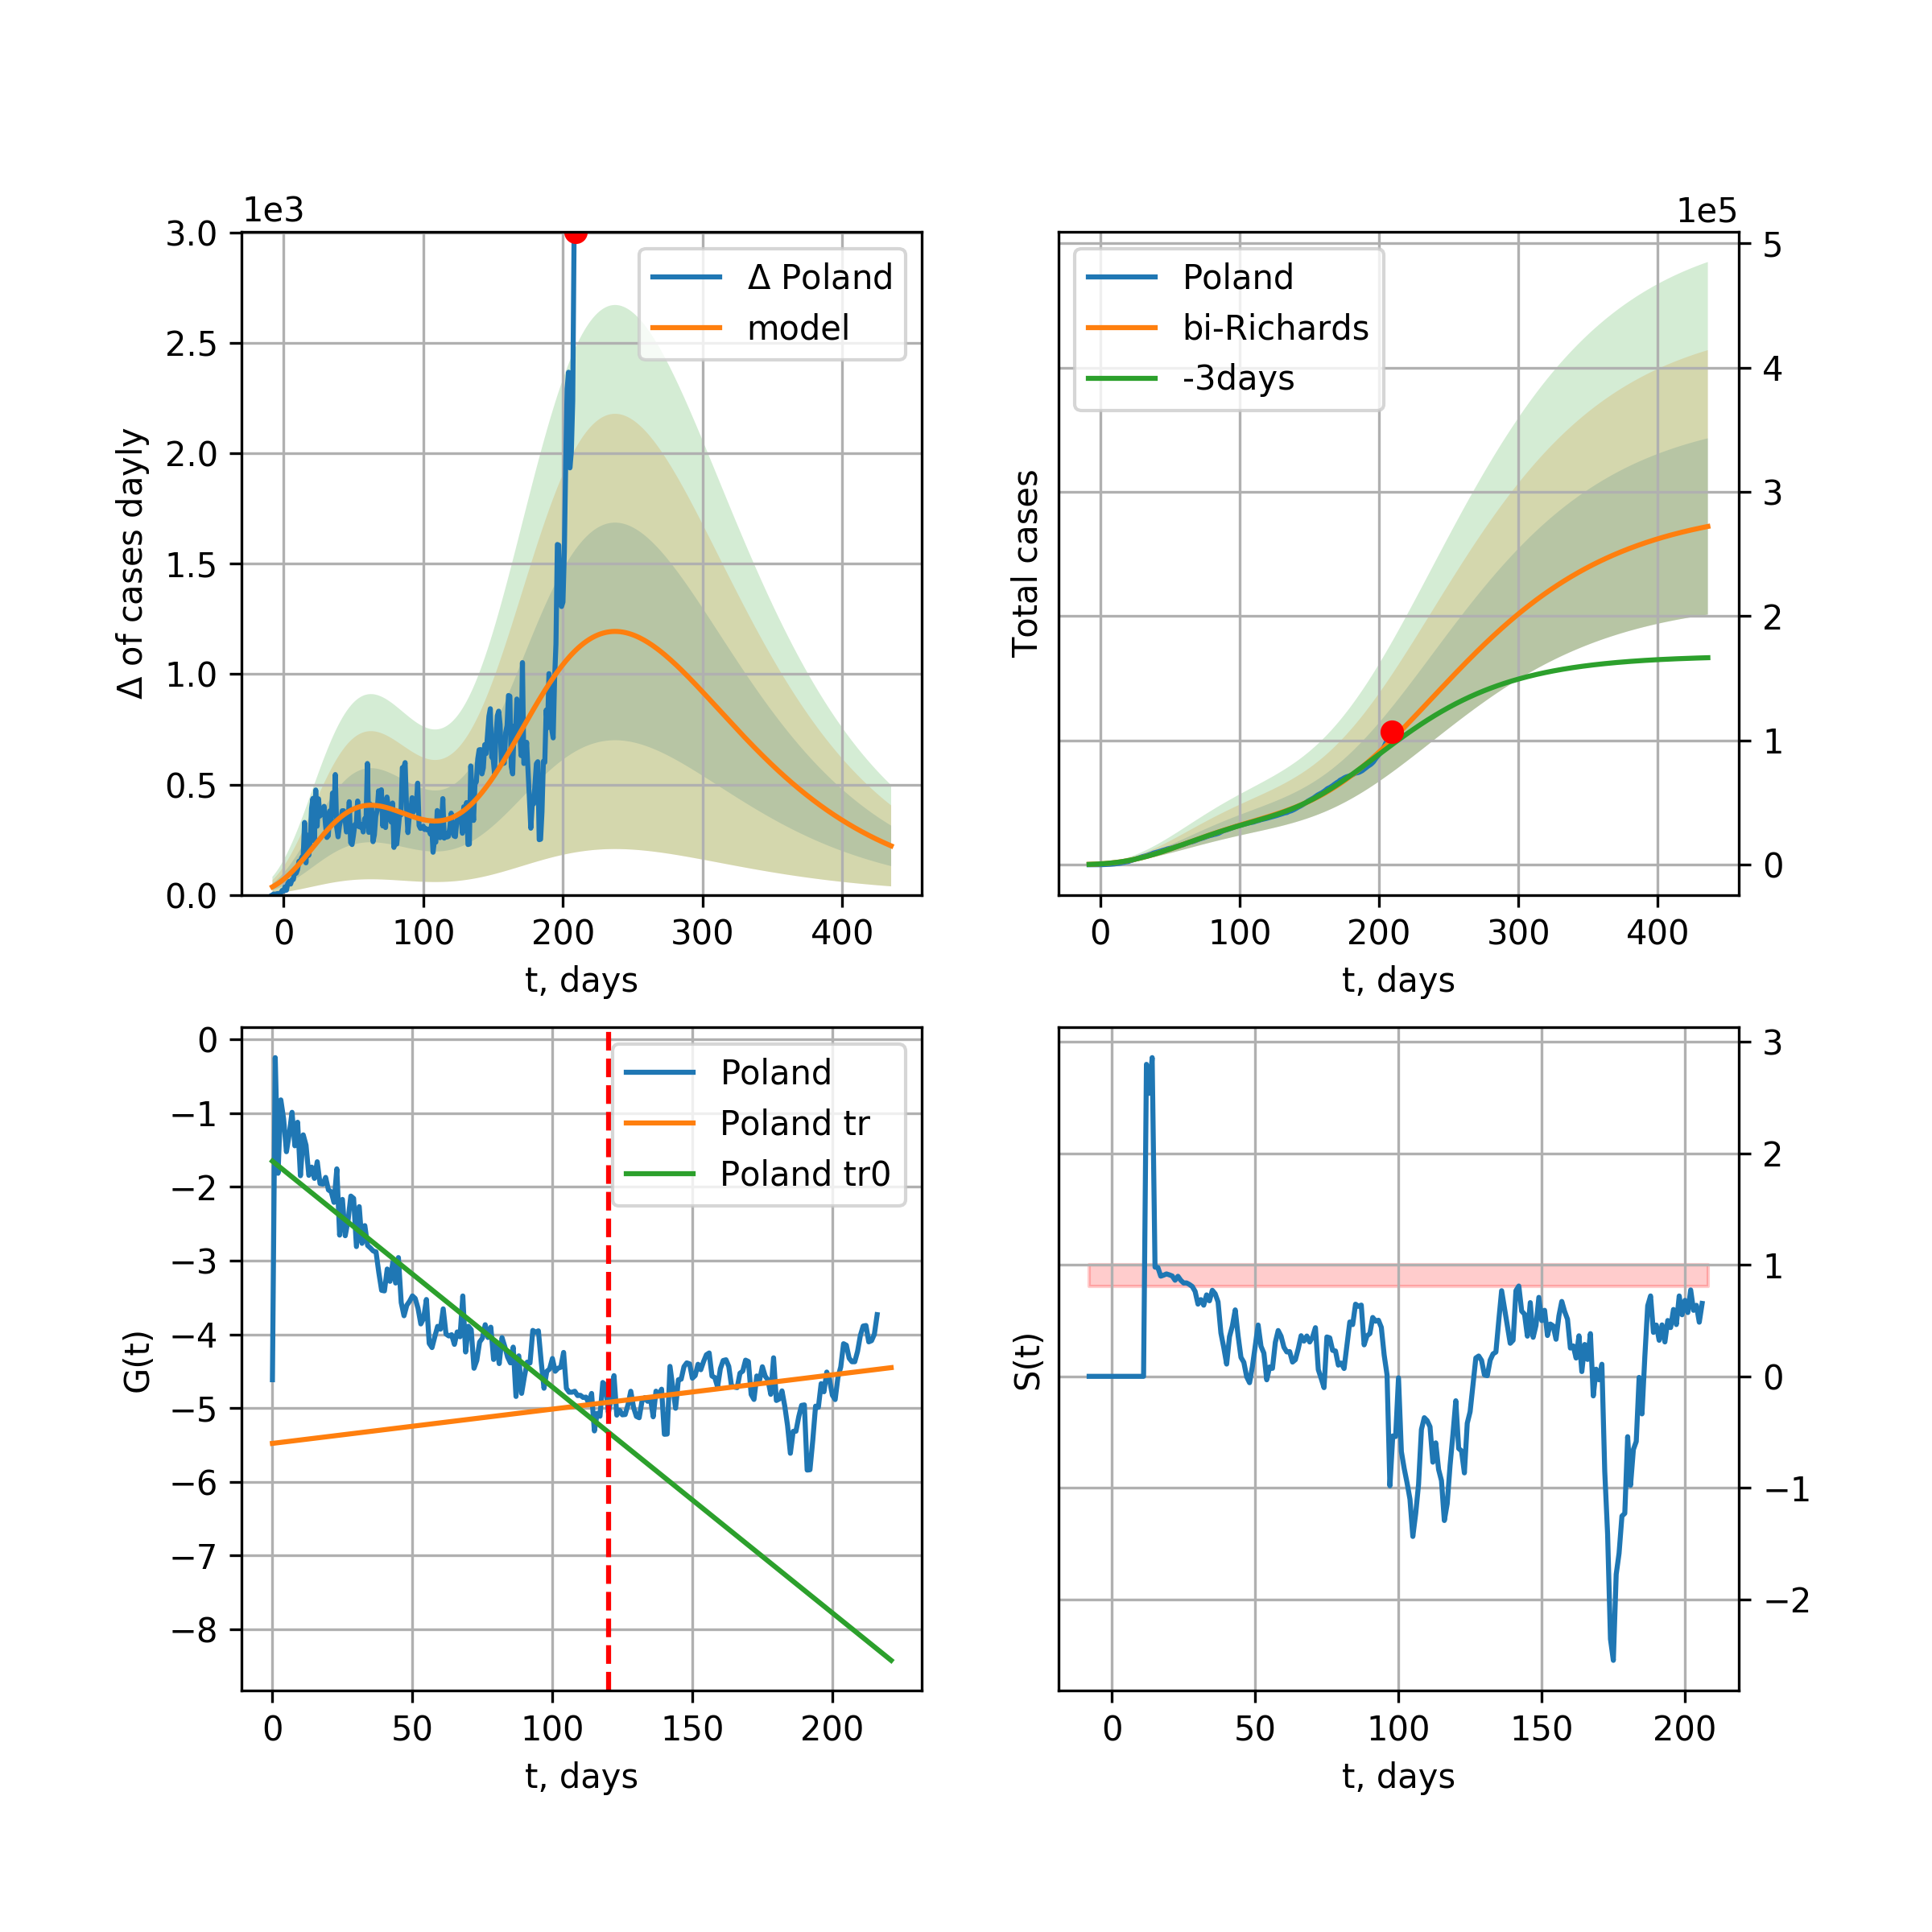 1e3
3.0
2.5
2.0
1.5
1.0
0.5
0.0
Δ of cases dayly
Δ Poland
model
0 100 200 300 400
t, days
1e5
5
4
3
2
1
0
Total cases
Poland
bi-Richards
-3days
0 100 200 300 400
t, days
0
−1
−2
−3
−4
−5
−6
−7
−8
G(t)
Poland
Poland tr
Poland tr0
0 50 100 150 200
t, days
3
2
1
0
−1
−2
S(t)
0 50 100 150 200
t, days